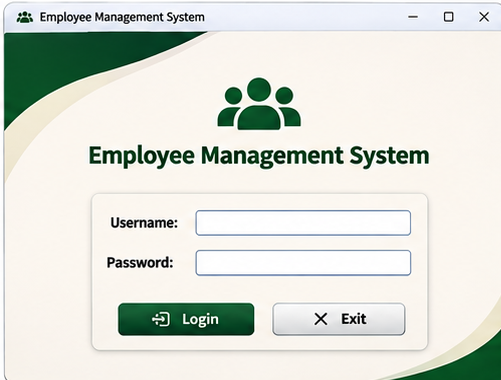 Employee Management System
Employee Management System
Username:
Password:
Login
Exit